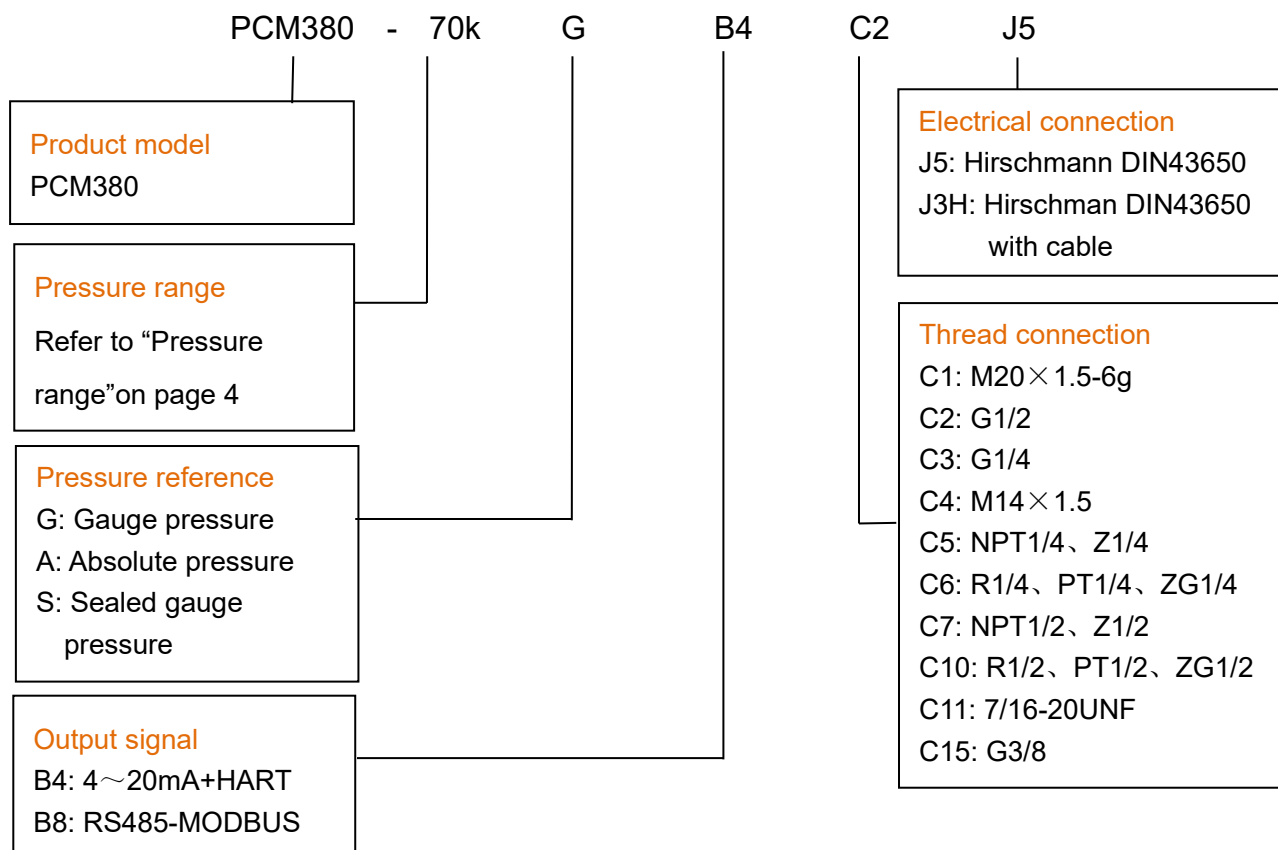 PCM380 - 70k G B4 C2 J5
Product model
PCM380
Pressure range
Refer to “Pressure
range”on page 4
Pressure reference
G: Gauge pressure
A: Absolute pressure
S: Sealed gauge
pressure
Output signal
B4: 4～20mA+HART
B8: RS485-MODBUS
Electrical connection
J5: Hirschmann DIN43650
J3H: Hirschman DIN43650
with cable
Thread connection
C1: M20×1.5-6g
C2: G1/2
C3: G1/4
C4: M14×1.5
C5: NPT1/4、Z1/4
C6: R1/4、PT1/4、ZG1/4
C7: NPT1/2、Z1/2
C10: R1/2、PT1/2、ZG1/2
C11: 7/16-20UNF
C15: G3/8